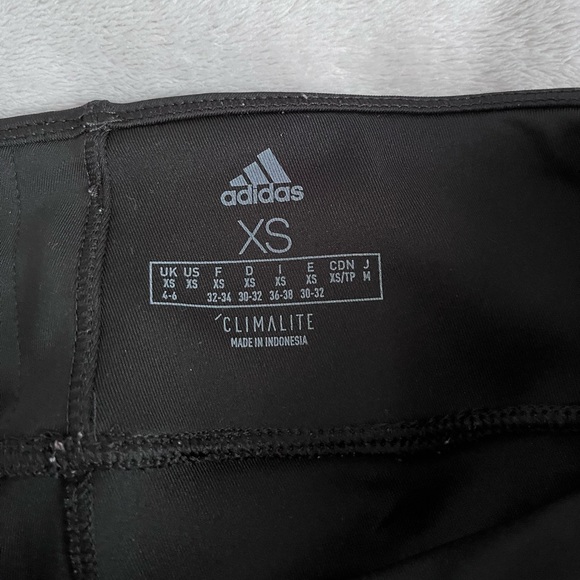 adidas
XS
UK US F D I E CDN J
XS XS XS XS XS XS XS/TP M
4-6 32-34 30-32 36-38 30-32
CLIMALITE
MADE IN INDONESIA